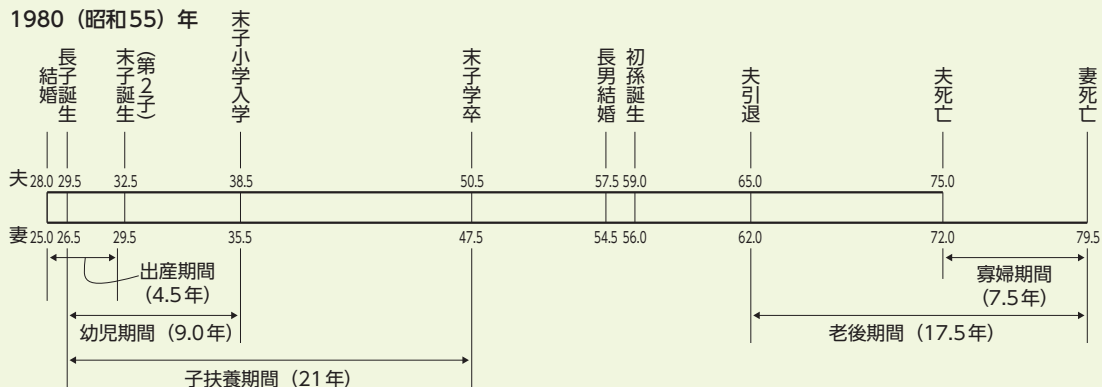 1980（昭和55）年
結婚
長子誕生
末子誕生
（第2子）
末子小学入学
末子学卒
長男結婚
初孫誕生
夫引退
夫死亡
妻死亡
夫 28.0 29.5 32.5 38.5 50.5 57.5 59.0 65.0 75.0
妻 25.0 26.5 29.5 35.5 47.5 54.5 56.0 62.0 72.0 79.5
出産期間
（4.5年）
寡婦期間
（7.5年）
幼児期間（9.0年）
老後期間（17.5年）
子扶養期間（21年）